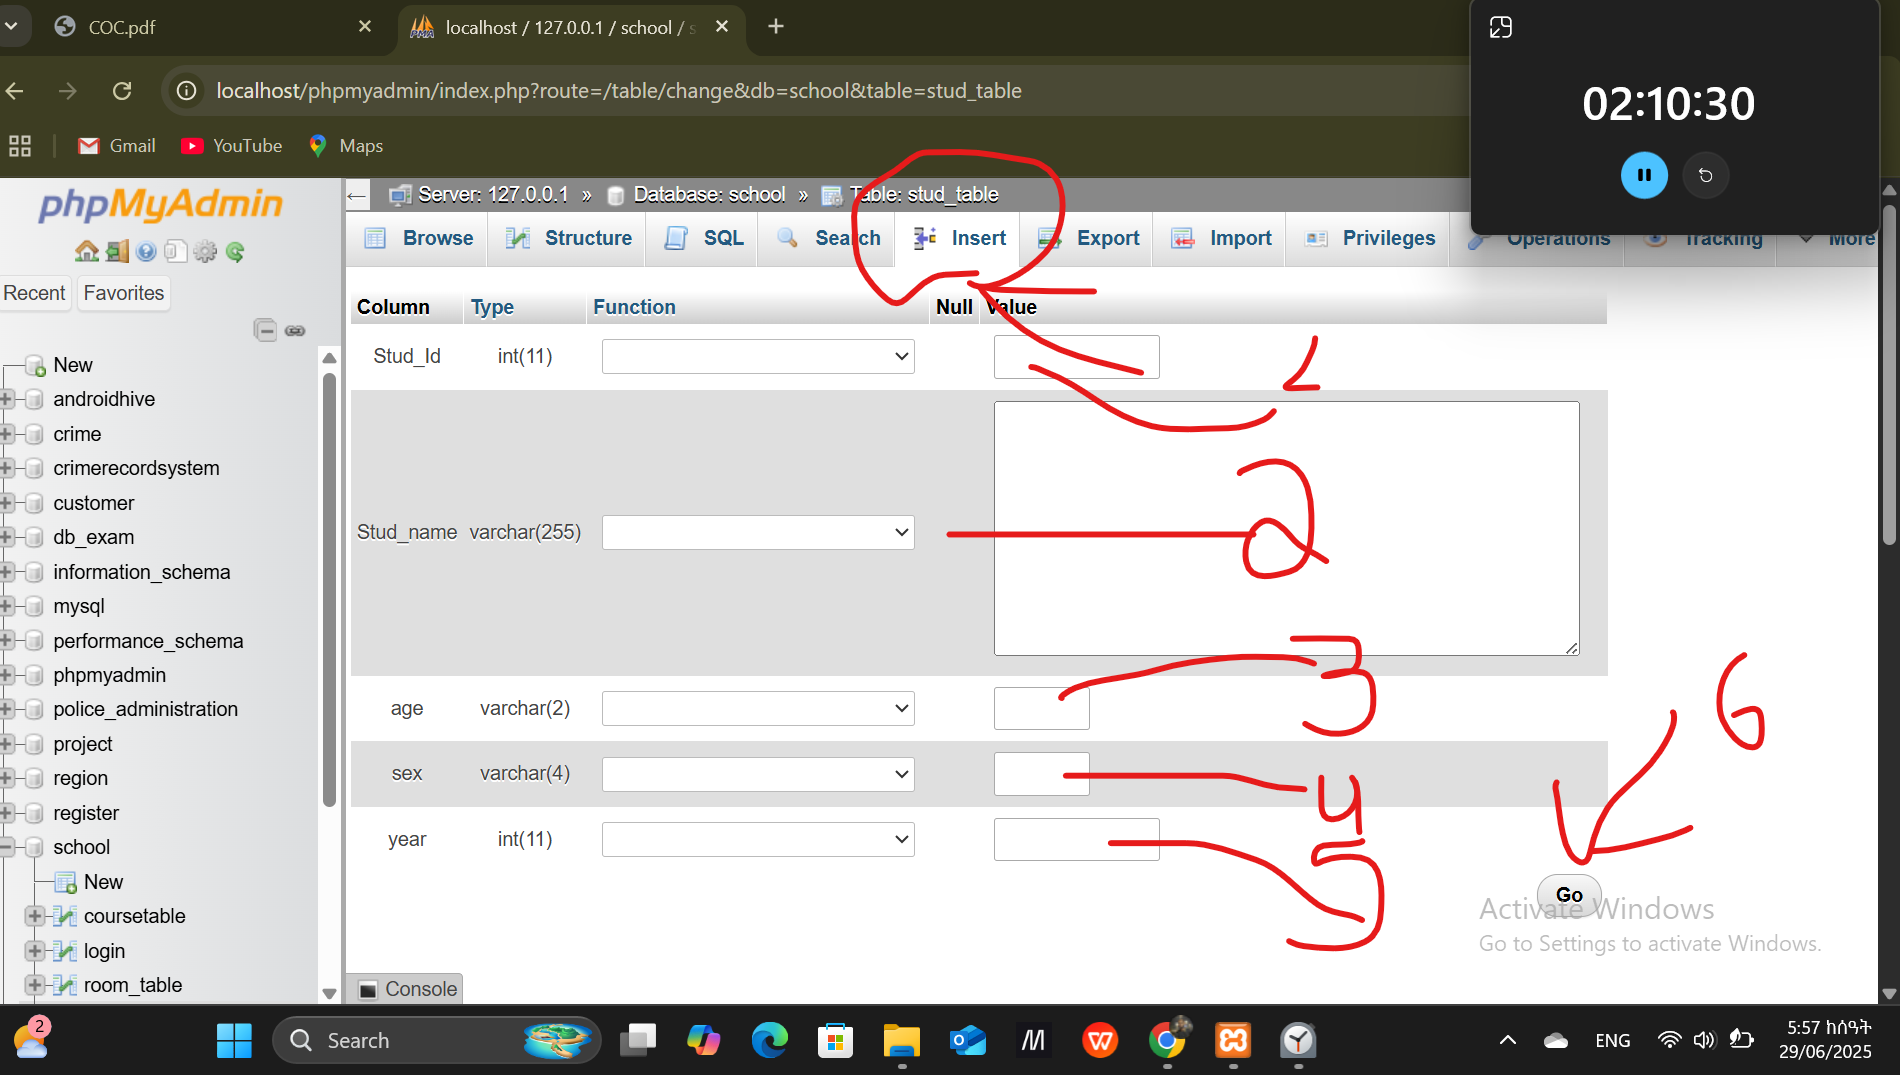 COC.pdf
localhost / 127.0.0.1 / school / s
localhost/phpmyadmin/index.php?route=/table/change&db=school&table=stud_table
Gmail YouTube Maps
02:10:30
phpMyAdmin
Server: 127.0.0.1 » Database: school » Table: stud_table
Browse Structure SQL Search Insert Export Import Privileges Operations Tracking More
Recent Favorites
Column Type Function Null Value
Stud_Id int(11)
1
Stud_name varchar(255)
2
age varchar(2)
3
sex varchar(4)
4
year int(11)
5
6
Go
New
androidhive
crime
crimerecordsystem
customer
db_exam
information_schema
mysql
performance_schema
phpmyadmin
police_administration
project
region
register
school
New
coursetable
login
room_table
Console
Activate Windows
Go to Settings to activate Windows.
2
Search
ENG
5:57 ከሰዓት
29/06/2025